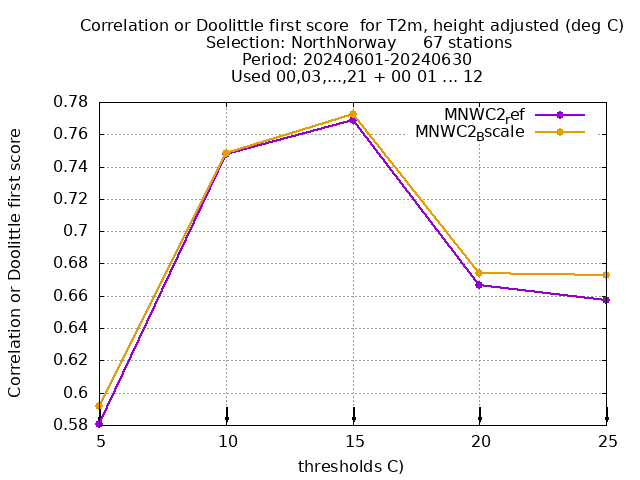 Correlation or Doolittle first score  for T2m, height adjusted (deg C)
Selection: NorthNorway     67 stations
Period: 20240601-20240630
Used 00,03,...,21 + 00 01 ... 12
Correlation or Doolittle first score
0.78
0.76
0.74
0.72
0.7
0.68
0.66
0.64
0.62
0.6
0.58
MNWC2ref
MNWC2Bscale
5
10
15
20
25
thresholds C)